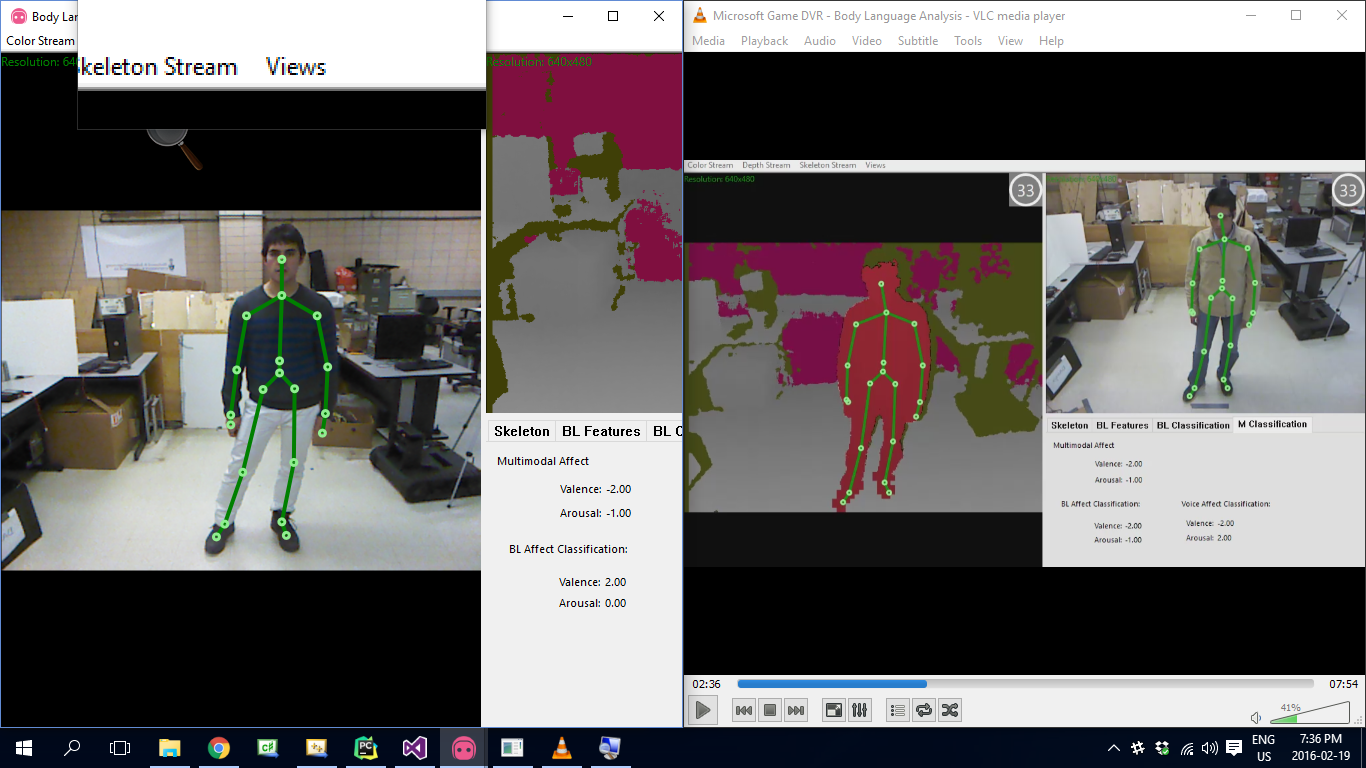 Body Lan
Color Stream
keleton Stream Views
Resolution: 64
Resolution: 640x480
Skeleton BL Features BL C
Multimodal Affect
Valence: -2.00
Arousal: -1.00
BL Affect Classification:
Valence: 2.00
Arousal: 0.00
Microsoft Game DVR - Body Language Analysis - VLC media player
Media Playback Audio Video Subtitle Tools View Help
Color Stream Depth Stream Skeleton Stream Views
Resolution: 640x480
33
Resolution: 640x480
33
Skeleton BL Features BL Classification M Classification
Multimodal Affect
Valence: -2.00
Arousal: -1.00
BL Affect Classification: Voice Affect Classification:
Valence: -2.00 Valence: -2.00
Arousal: -1.00 Arousal: 2.00
02:36 07:54
41%
PC
ENG
US
7:36 PM
2016-02-19